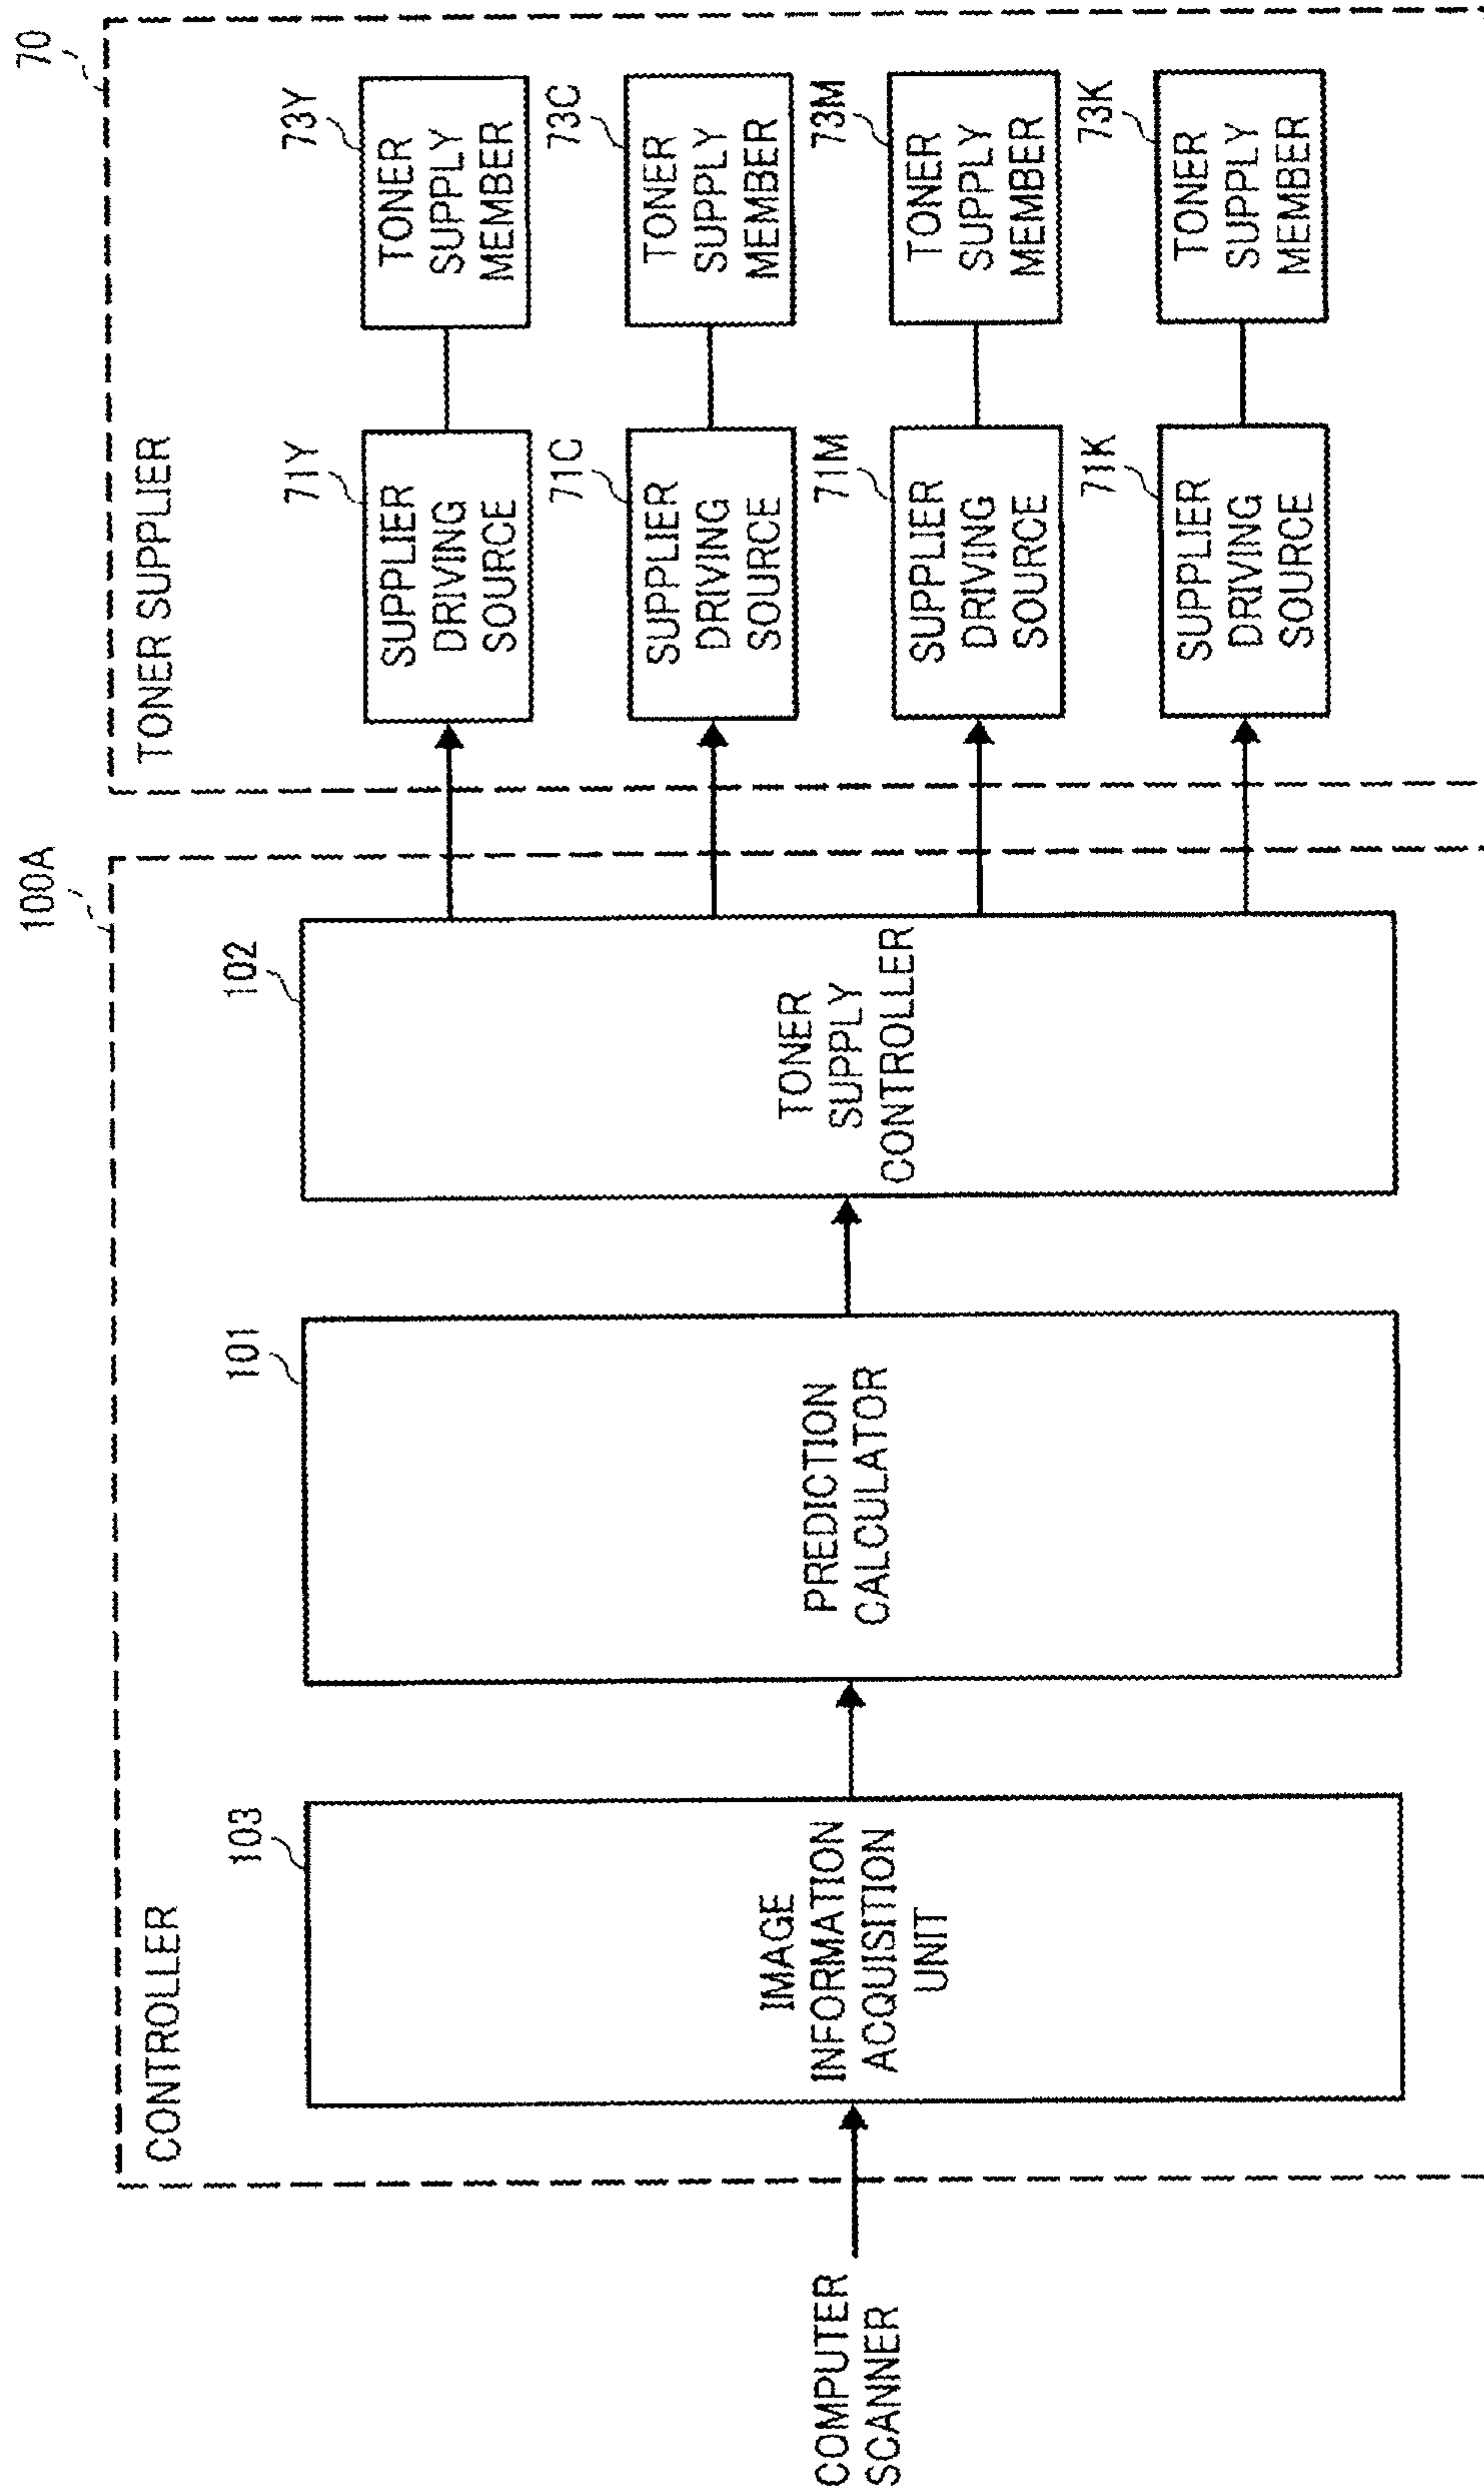 100A
70
CONTROLLER
TONER SUPPLIER
COMPUTER
SCANNER
103
IMAGE
INFORMATION
ACQUISITION
UNIT
101
PREDICTION
CALCULATOR
102
TONER
SUPPLY
CONTROLLER
71Y
SUPPLIER
DRIVING
SOURCE
73Y
TONER
SUPPLY
MEMBER
71C
SUPPLIER
DRIVING
SOURCE
73C
TONER
SUPPLY
MEMBER
71M
SUPPLIER
DRIVING
SOURCE
73M
TONER
SUPPLY
MEMBER
71K
SUPPLIER
DRIVING
SOURCE
73K
TONER
SUPPLY
MEMBER